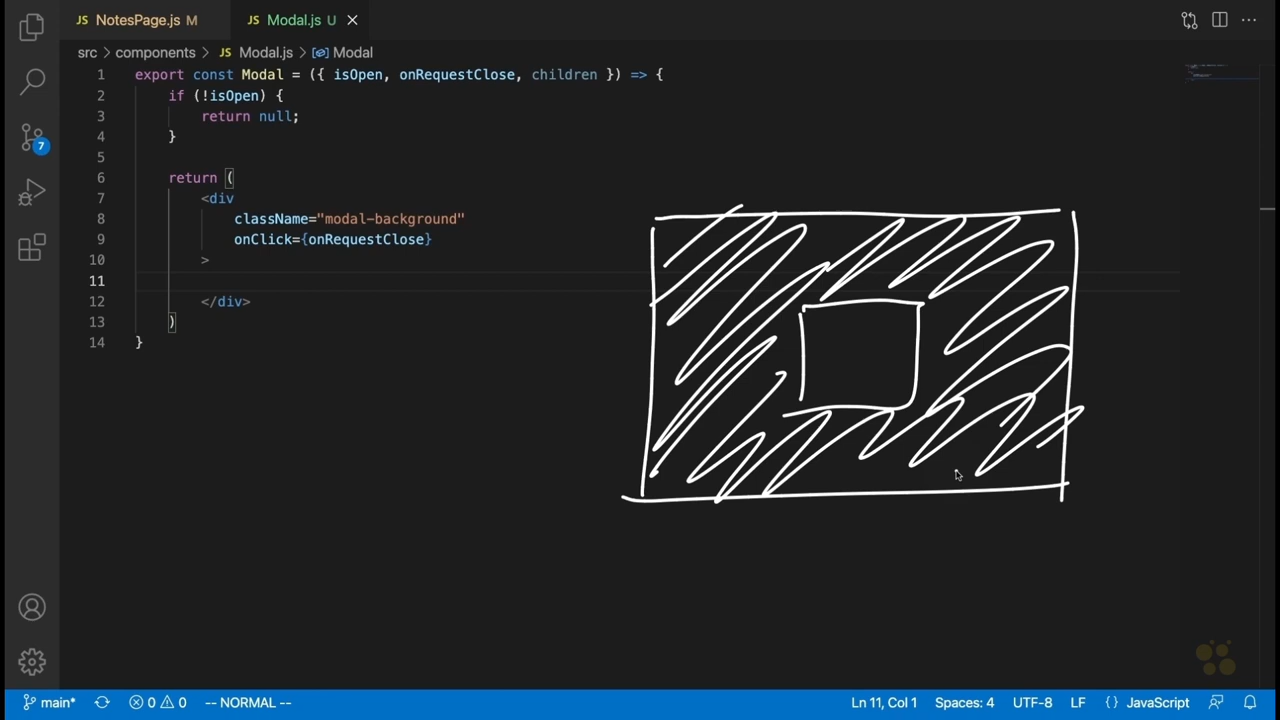 JS NotesPage.js M JS Modal.js U
src > components > JS Modal.js > Modal
1 export const Modal = ({ isOpen, onRequestClose, children }) => {
2 if (!isOpen) {
3 return null;
4 }
5
6 return (
7 <div
8 className="modal-background"
9 onClick={onRequestClose}
10 >
11
12 </div>
13 )
14 }
7
main* 0 0 -- NORMAL -- Ln 11, Col 1 Spaces: 4 UTF-8 LF {} JavaScript